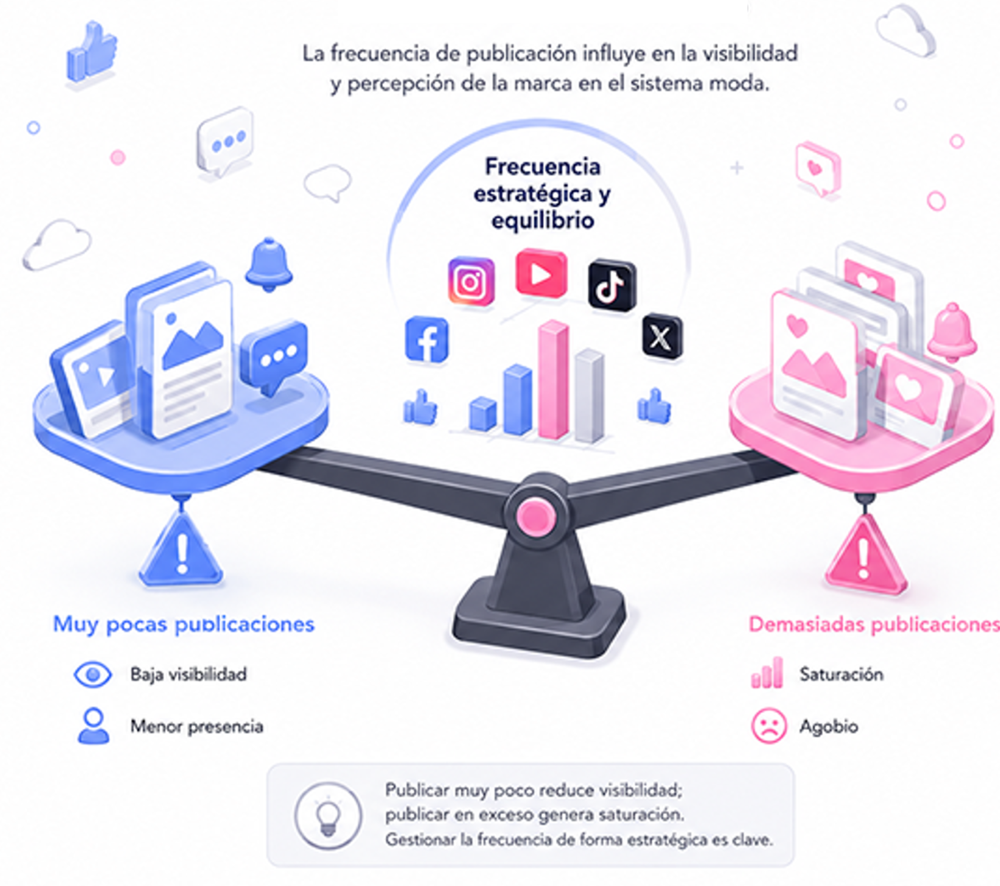 La frecuencia de publicación influye en la visibilidad
y percepción de la marca en el sistema moda.
Frecuencia
estratégica y
equilibrio
Muy pocas publicaciones
Baja visibilidad
Menor presencia
Demasiadas publicaciones
Saturación
Agobio
Publicar muy poco reduce visibilidad;
publicar en exceso genera saturación.
Gestionar la frecuencia de forma estratégica es clave.